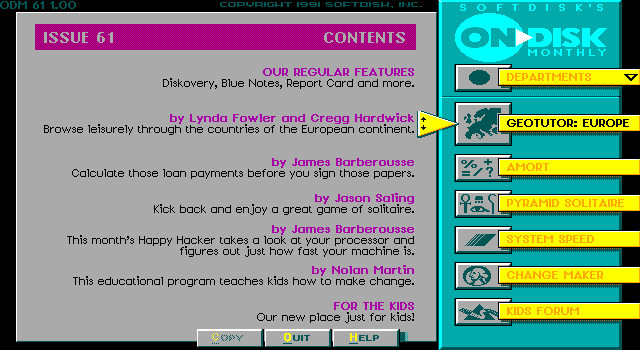 ODM 61 1.00
COPYRIGHT 1991 SOFTDISK, INC.
ISSUE 61 CONTENTS
OUR REGULAR FEATURES
Diskovery, Blue Notes, Report Card and more.
by Lynda Fowler and Cregg Hardwick
Browse leisurely through the countries of the European continent.
by James Barberousse
Calculate those loan payments before you sign those papers.
by Jason Saling
Kick back and enjoy a great game of solitaire.
by James Barberousse
This month's Happy Hacker takes a look at your processor and
figures out just how fast your machine is.
by Nolan Martin
This educational program teaches kids how to make change.
FOR THE KIDS
Our new place just for kids!
COPY QUIT HELP
SOFTDISK'S
ON DISK
MONTHLY
DEPARTMENTS
GEOTUTOR: EUROPE
AMORT
PYRAMID SOLITAIRE
SYSTEM SPEED
CHANGE MAKER
KIDS FORUM